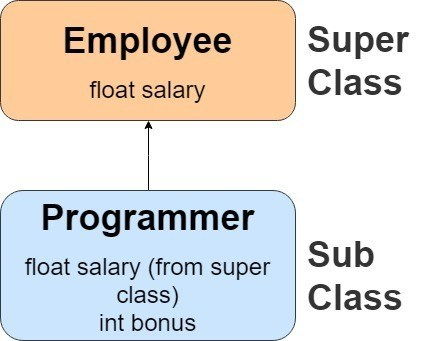 Employee
float salary
Super
Class
Programmer
float salary (from super
class)
int bonus
Sub
Class